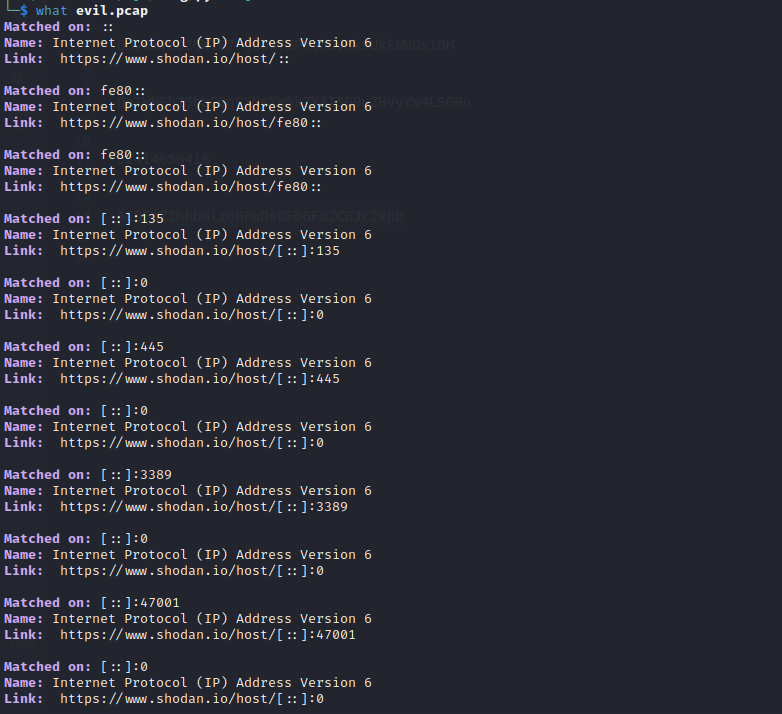 └─$ what evil.pcap
Matched on: ::
Name: Internet Protocol (IP) Address Version 6
Link:  https://www.shodan.io/host/::
Matched on: fe80::
Name: Internet Protocol (IP) Address Version 6
Link:  https://www.shodan.io/host/fe80::
Matched on: fe80::
Name: Internet Protocol (IP) Address Version 6
Link:  https://www.shodan.io/host/fe80::
Matched on: [::]:135
Name: Internet Protocol (IP) Address Version 6
Link:  https://www.shodan.io/host/[::]:135
Matched on: [::]:0
Name: Internet Protocol (IP) Address Version 6
Link:  https://www.shodan.io/host/[::]:0
Matched on: [::]:445
Name: Internet Protocol (IP) Address Version 6
Link:  https://www.shodan.io/host/[::]:445
Matched on: [::]:0
Name: Internet Protocol (IP) Address Version 6
Link:  https://www.shodan.io/host/[::]:0
Matched on: [::]:3389
Name: Internet Protocol (IP) Address Version 6
Link:  https://www.shodan.io/host/[::]:3389
Matched on: [::]:0
Name: Internet Protocol (IP) Address Version 6
Link:  https://www.shodan.io/host/[::]:0
Matched on: [::]:47001
Name: Internet Protocol (IP) Address Version 6
Link:  https://www.shodan.io/host/[::]:47001
Matched on: [::]:0
Name: Internet Protocol (IP) Address Version 6
Link:  https://www.shodan.io/host/[::]:0